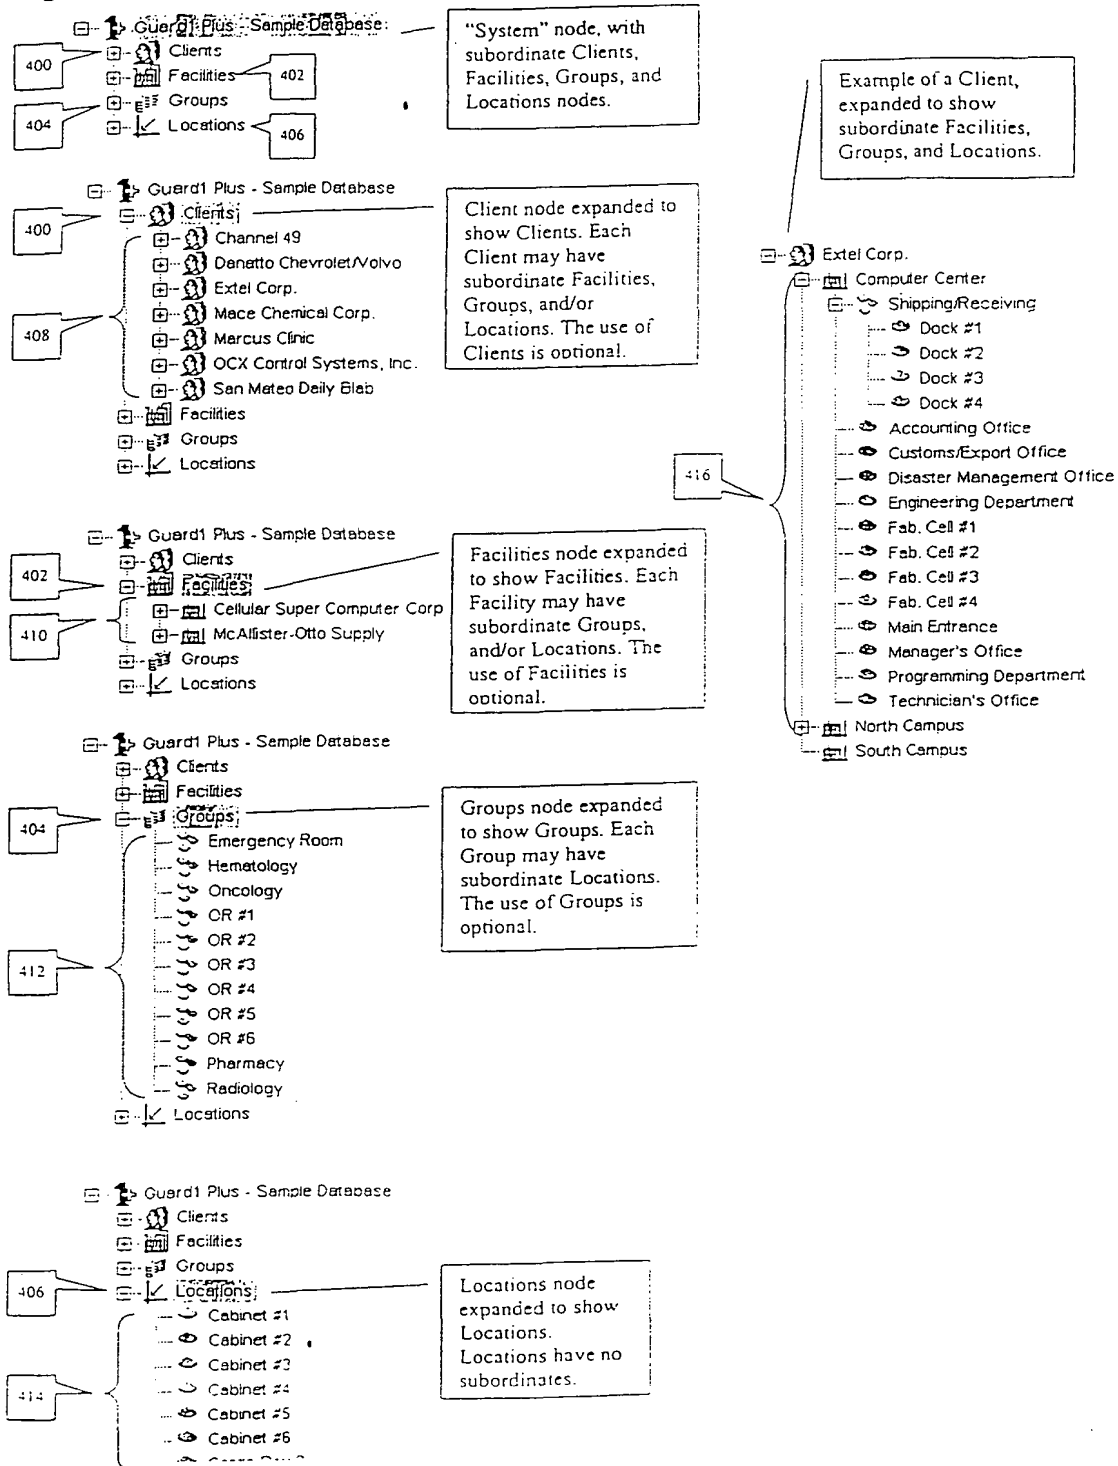 Guard1 Plus - Sample Database
400
Clients
Facilities
402
404
Groups
Locations
406
"System" node, with
subordinate Clients,
Facilities, Groups, and
Locations nodes.
Guard1 Plus - Sample Database
400
Clients
Channel 49
Danatto Chevrolet/Volvo
Extel Corp.
Mace Chemical Corp.
408
Marcus Clinic
OCX Control Systems, Inc.
San Mateo Daily Blab
Facilities
Groups
Locations
Client node expanded to
show Clients. Each
Client may have
subordinate Facilities,
Groups, and/or
Locations. The use of
Clients is optional.
Guard1 Plus - Sample Database
Clients
402
Facilities
410
Cellular Super Computer Corp
McAllister-Otto Supply
Groups
Locations
Facilities node expanded
to show Facilities. Each
Facility may have
subordinate Groups,
and/or Locations. The
use of Facilities is
optional.
Guard1 Plus - Sample Database
Clients
Facilities
404
Groups
Emergency Room
Hematology
Oncology
OR #1
OR #2
412
OR #3
OR #4
OR #5
OR #6
Pharmacy
Radiology
Locations
Groups node expanded
to show Groups. Each
Group may have
subordinate Locations.
The use of Groups is
optional.
Guard1 Plus - Sample Database
Clients
Facilities
Groups
406
Locations
Cabinet #1
Cabinet #2
Cabinet #3
414
Cabinet #4
Cabinet #5
Cabinet #6
Locations node
expanded to show
Locations.
Locations have no
subordinates.
Example of a Client,
expanded to show
subordinate Facilities,
Groups, and Locations.
Extel Corp.
Computer Center
Shipping/Receiving
Dock #1
Dock #2
Dock #3
Dock #4
Accounting Office
Customs/Export Office
416
Disaster Management Office
Engineering Department
Fab. Cell #1
Fab. Cell #2
Fab. Cell #3
Fab. Cell #4
Main Entrance
Manager's Office
Programming Department
Technician's Office
North Campus
South Campus